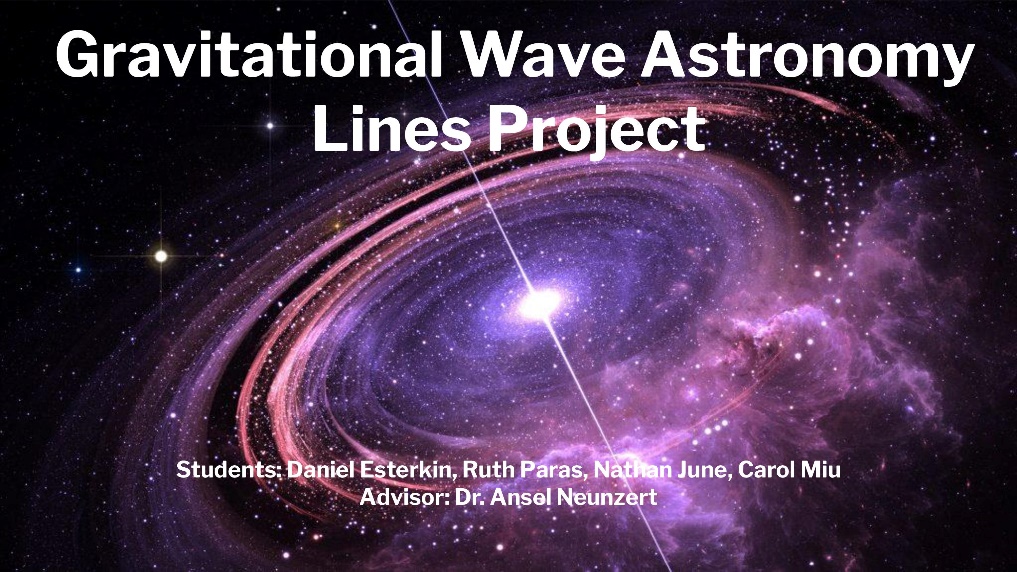 Gravitational Wave Astronomy
Lines Project
Students: Daniel Esterkin, Ruth Paras, Nathan June, Carol Miu
Advisor: Dr. Ansel Neunzert